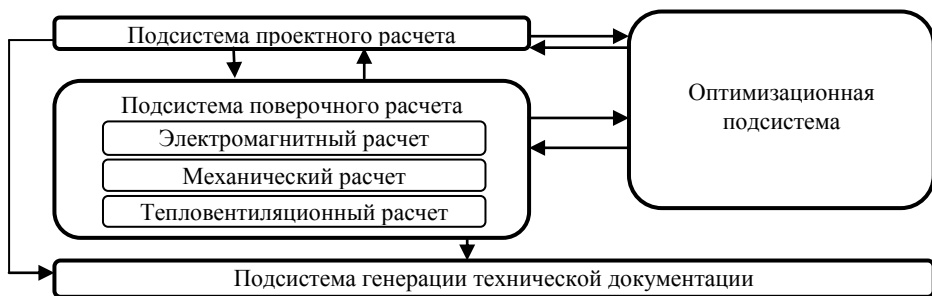 Подсистема проектного расчета
Подсистема поверочного расчета
Электромагнитный расчет
Механический расчет
Тепловентиляционный расчет
Оптимизационная
подсистема
Подсистема генерации технической документации